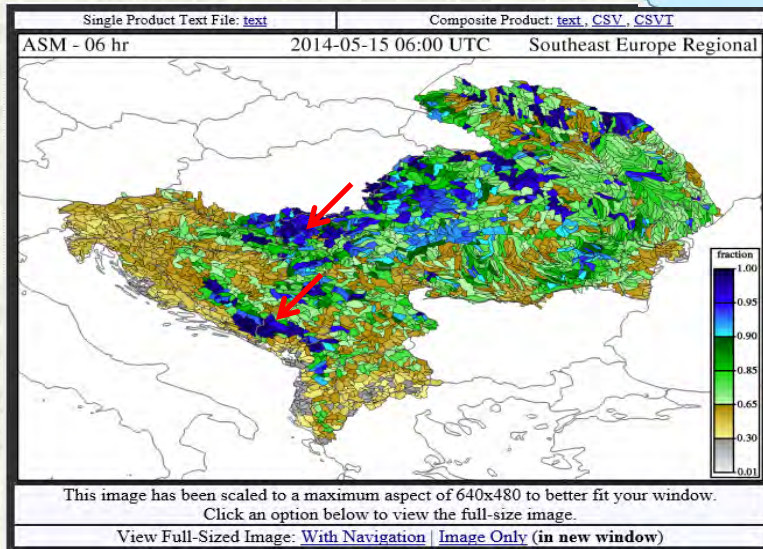 Single Product Text File: text Composite Product: text , CSV , CSVT
ASM - 06 hr 2014-05-15 06:00 UTC Southeast Europe Regional
fraction
1.00
0.95
0.90
0.85
0.65
0.30
0.01
This image has been scaled to a maximum aspect of 640x480 to better fit your window.
Click an option below to view the full-size image.
View Full-Sized Image: With Navigation | Image Only (in new window)